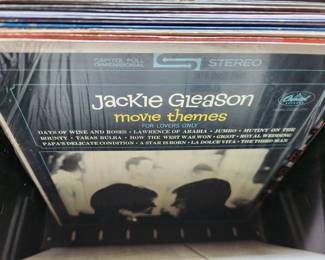 CAPITOL FULL DIMENSIONAL STEREO
Capitol
Jackie Gleason
movie themes
FOR LOVERS ONLY
DAYS OF WINE AND ROSES • LAWRENCE OF ARABIA • JUMBO • MUTINY ON THE
BOUNTY • TARAS BULBA • HOW THE WEST WAS WON • GIGOT • ROYAL WEDDING
PAPA'S DELICATE CONDITION • A STAR IS BORN • LA DOLCE VITA • THE THIRD MAN